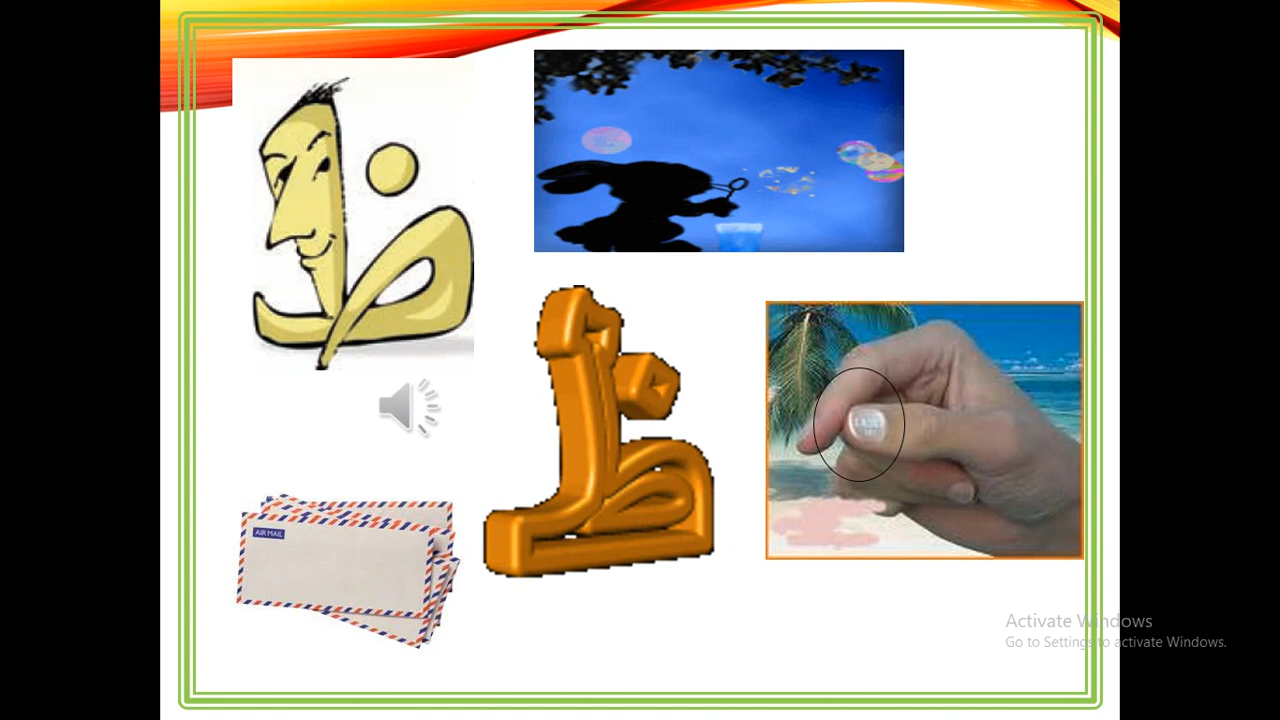 ظ
ظ
AIR MAIL
Activate Windows
Go to Settings to activate Windows.